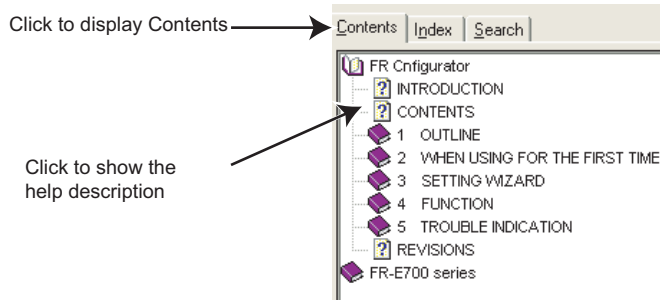 Click to display Contents
Contents Index Search
FR Cnfigurator
INTRODUCTION
CONTENTS
1 OUTLINE
2 WHEN USING FOR THE FIRST TIME
3 SETTING WIZARD
4 FUNCTION
5 TROUBLE INDICATION
REVISIONS
FR-E700 series
Click to show the
help description